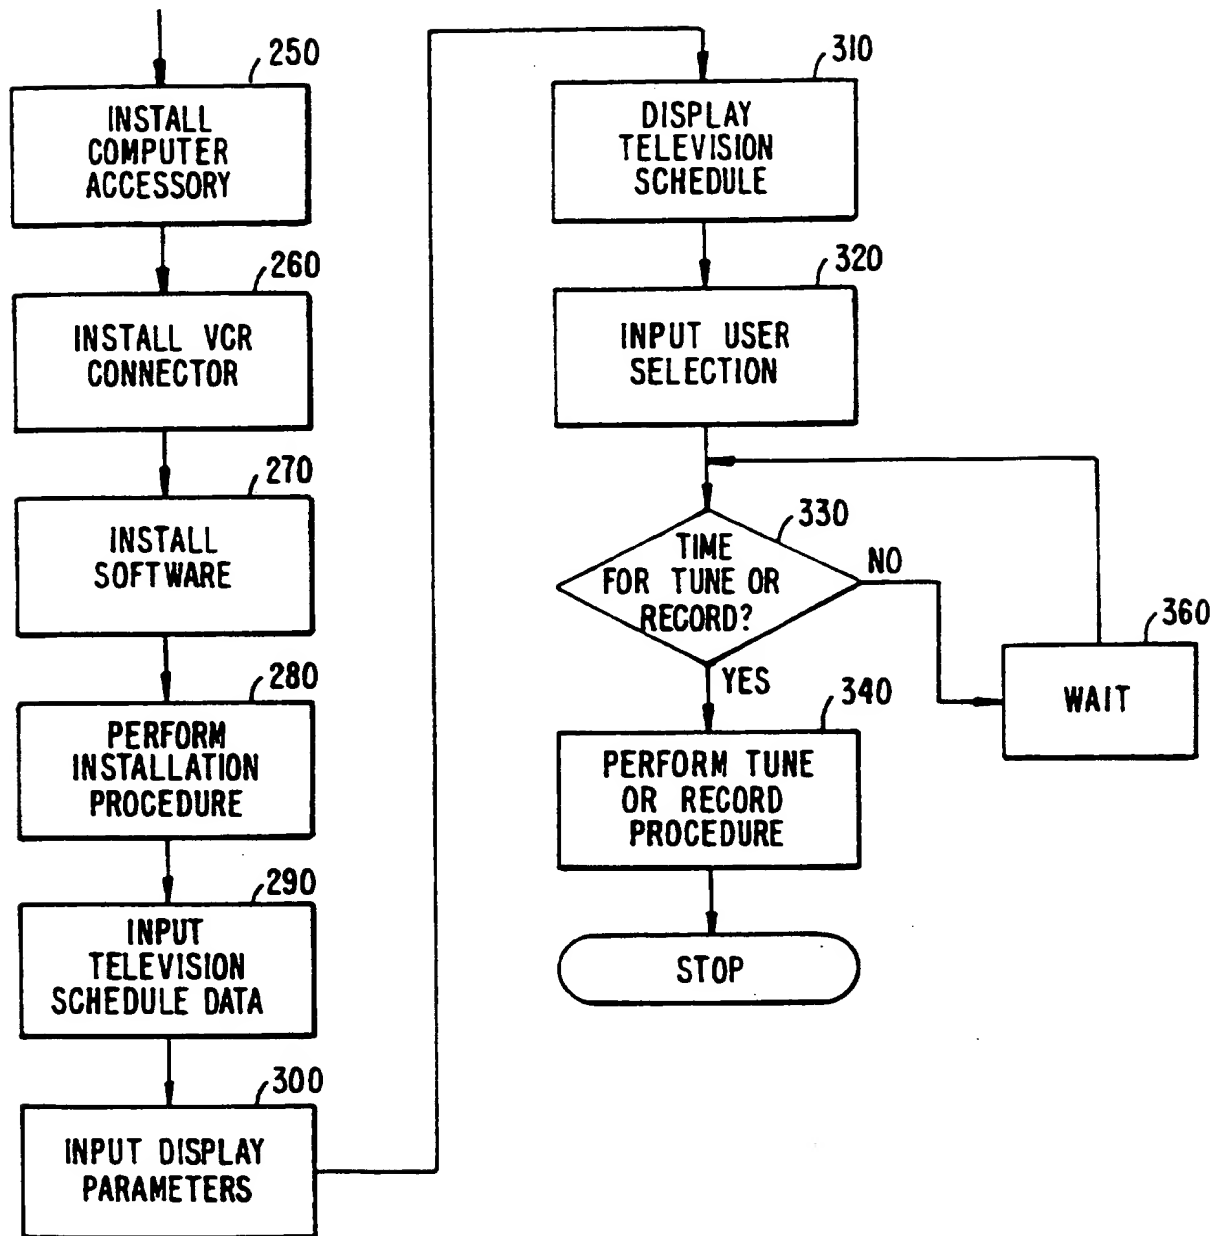 250
INSTALL
COMPUTER
ACCESSORY
260
INSTALL VCR
CONNECTOR
270
INSTALL
SOFTWARE
280
PERFORM
INSTALLATION
PROCEDURE
290
INPUT
TELEVISION
SCHEDULE DATA
300
INPUT DISPLAY
PARAMETERS
310
DISPLAY
TELEVISION
SCHEDULE
320
INPUT USER
SELECTION
330
TIME
FOR TUNE OR
RECORD?
NO
YES
360
WAIT
340
PERFORM TUNE
OR RECORD
PROCEDURE
STOP